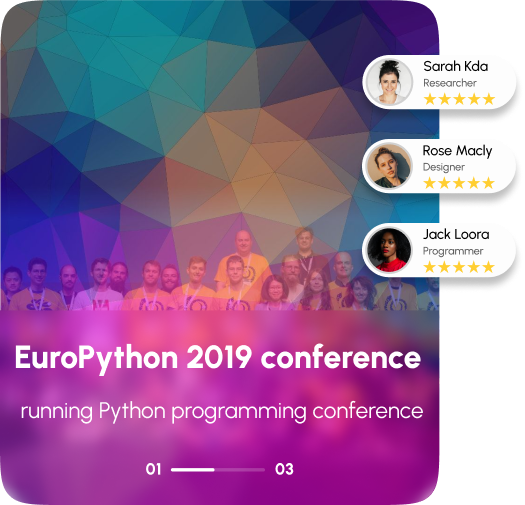 Sarah Kda
Researcher
Rose Macly
Designer
Jack Loora
Programmer
EuroPython 2019 conference
running Python programming conference
01 03